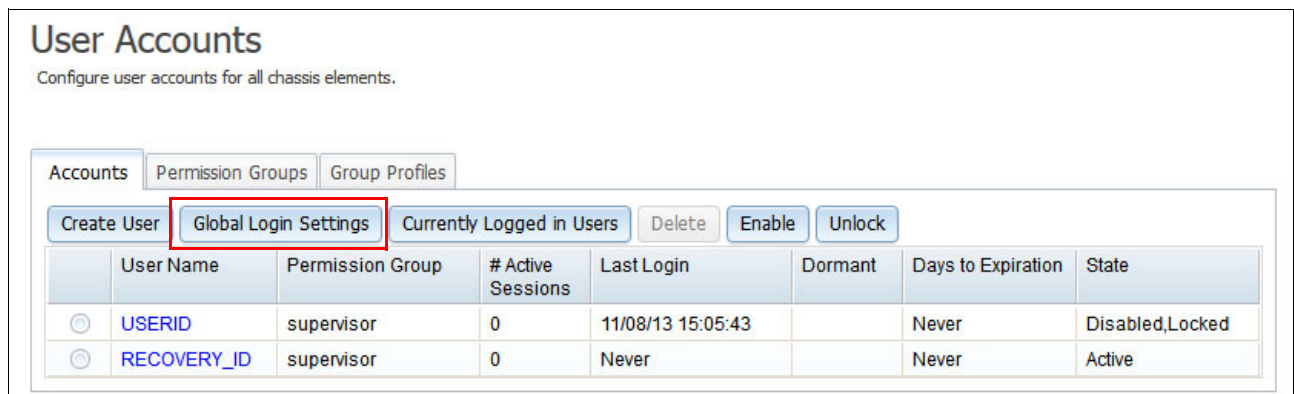 User Accounts
Configure user accounts for all chassis elements.
Accounts Permission Groups Group Profiles
Create User Global Login Settings Currently Logged in Users Delete Enable Unlock
User Name Permission Group # Active Sessions Last Login Dormant Days to Expiration State
USERID supervisor 0 11/08/13 15:05:43 Never Disabled,Locked
RECOVERY_ID supervisor 0 Never Never Active